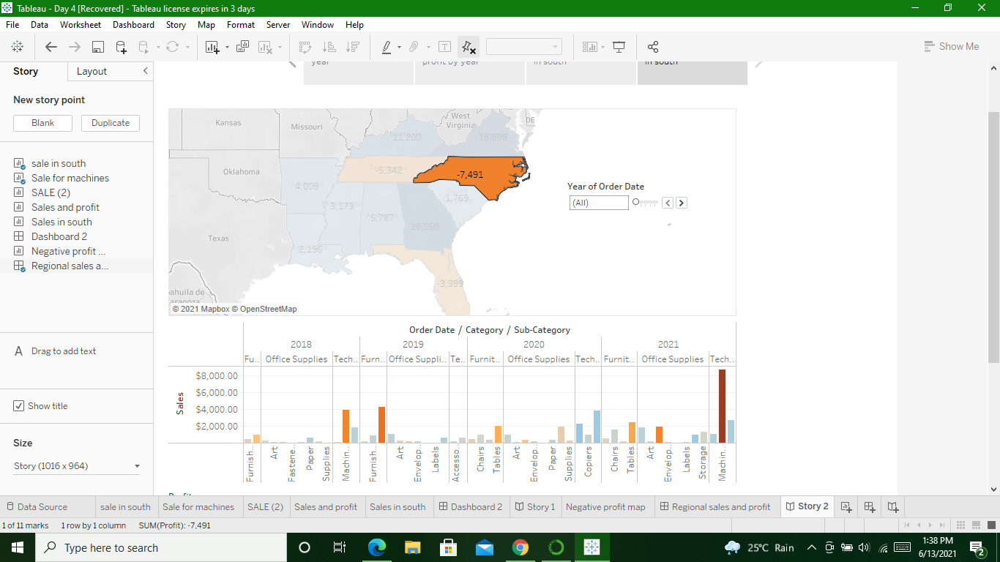 Tableau - Day 4 [Recovered] - Tableau license expires in 3 days
File Data Worksheet Dashboard Story Map Format Server Window Help
Show Me
Story Layout
New story point
Blank Duplicate
sale in south
Sale for machines
SALE (2)
Sales and profit
Sales in south
Dashboard 2
Negative profit ...
Regional sales a...
A Drag to add text
Show title
Size
Story (1016 x 964)
year profit by year in south in south
Kansas
Missouri
West
Virginia
DE
11,200
18,598
Oklahoma
-5,342
-7,491
4,009
3,173
5,787
16,250
1,769
Texas
2,196
-3,399
© 2021 Mapbox © OpenStreetMap
Year of Order Date
(All)
Order Date / Category / Sub-Category
2018 2019 2020 2021
Fu.. Office Supplies Tech.. Furn.. Office Suppli.. Te.. Furnit.. Office Supplies Tech.. Furnit.. Office Supplies Tech..
Sales
$8,000.00
$6,000.00
$4,000.00
$2,000.00
Furnish.. Art Fastene.. Paper Supplies Machin.. Furnish.. Art Envelop.. Labels Accesso.. Chairs Tables Art Envelop.. Paper Supplies Copiers Chairs Tables Art Envelop.. Labels Storage Machin..
Data Source sale in south Sale for machines SALE (2) Sales and profit Sales in south Dashboard 2 Story 1 Negative profit map Regional sales and profit Story 2
1 of 11 marks 1 row by 1 column SUM(Profit): -7,491
Type here to search
25°C Rain
1:38 PM
6/13/2021
2